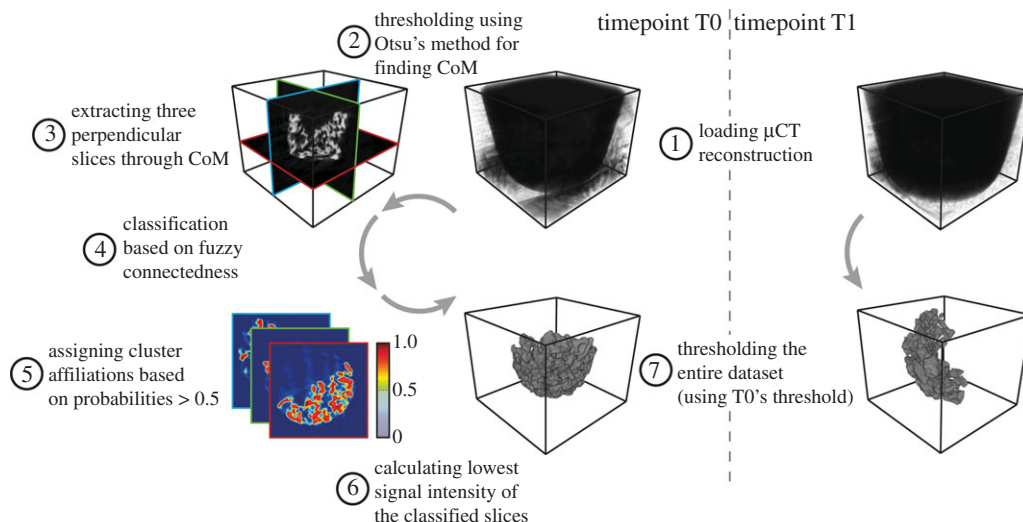 timepoint T0
timepoint T1
1
loading µCT
reconstruction
2
thresholding using
Otsu's method for
finding CoM
3
extracting three
perpendicular
slices through CoM
4
classification
based on fuzzy
connectedness
5
assigning cluster
affiliations based
on probabilities > 0.5
1.0
0.5
0
6
calculating lowest
signal intensity of
the classified slices
7
thresholding the
entire dataset
(using T0's threshold)